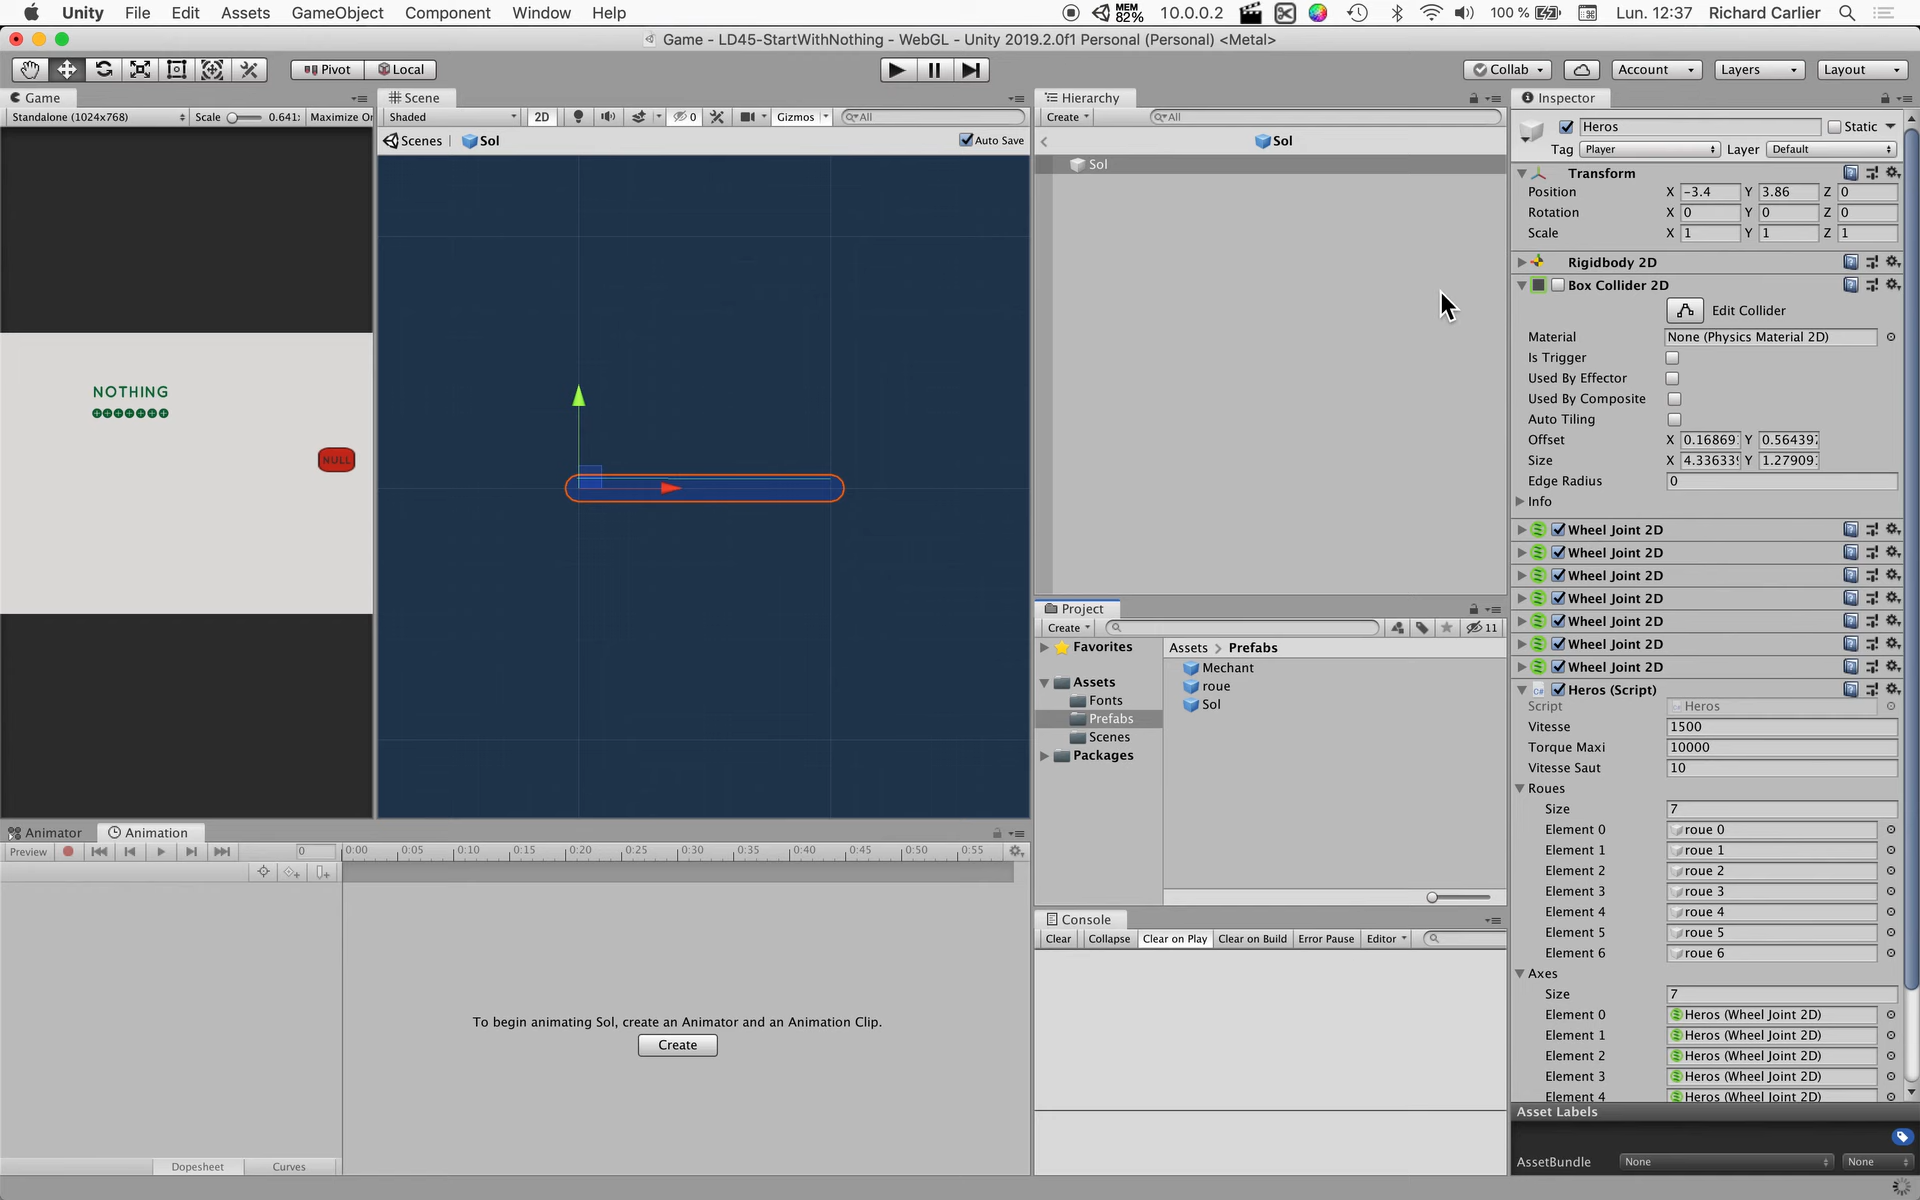 Unity File Edit Assets GameObject Component Window Help MEM 82% 10.0.0.2 100 % Lun. 12:37 Richard Carlier
Game - LD45-StartWithNothing - WebGL - Unity 2019.2.0f1 Personal (Personal) <Metal>
Pivot Local Collab Account Layers Layout
Game
Standalone (1024x768) Scale 0.641: Maximize Or
NOTHING
NULL
Scene
Shaded 2D 0 Gizmos All
Scenes Sol Auto Save
Hierarchy
Create All
Sol
Sol
Project
Create 11
Favorites
Assets
Fonts
Prefabs
Scenes
Packages
Assets > Prefabs
Mechant
roue
Sol
Console
Clear Collapse Clear on Play Clear on Build Error Pause Editor
Animator Animation
Preview 0 0:00 0:05 0:10 0:15 0:20 0:25 0:30 0:35 0:40 0:45 0:50 0:55
To begin animating Sol, create an Animator and an Animation Clip.
Create
Dopesheet Curves
Inspector
Heros Static
Tag Player Layer Default
Transform
Position X -3.4 Y 3.86 Z 0
Rotation X 0 Y 0 Z 0
Scale X 1 Y 1 Z 1
Rigidbody 2D
Box Collider 2D
Edit Collider
Material None (Physics Material 2D)
Is Trigger
Used By Effector
Used By Composite
Auto Tiling
Offset X 0.16869 Y 0.56439
Size X 4.33633 Y 1.27909
Edge Radius 0
Info
Wheel Joint 2D
Wheel Joint 2D
Wheel Joint 2D
Wheel Joint 2D
Wheel Joint 2D
Wheel Joint 2D
Wheel Joint 2D
Heros (Script)
Script Heros
Vitesse 1500
Torque Maxi 10000
Vitesse Saut 10
Roues
Size 7
Element 0 roue 0
Element 1 roue 1
Element 2 roue 2
Element 3 roue 3
Element 4 roue 4
Element 5 roue 5
Element 6 roue 6
Axes
Size 7
Element 0 Heros (Wheel Joint 2D)
Element 1 Heros (Wheel Joint 2D)
Element 2 Heros (Wheel Joint 2D)
Element 3 Heros (Wheel Joint 2D)
Element 4 Heros (Wheel Joint 2D)
Asset Labels
AssetBundle None None